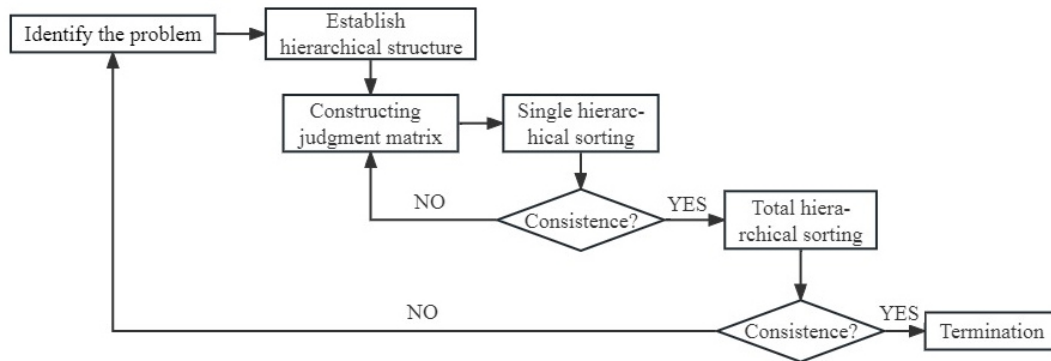 Identify the problem
Establish
hierarchical structure
Constructing
judgment matrix
Single hierarc-
hical sorting
NO
Consistence?
YES
Total hiera-
rchical sorting
NO
Consistence?
YES
Termination